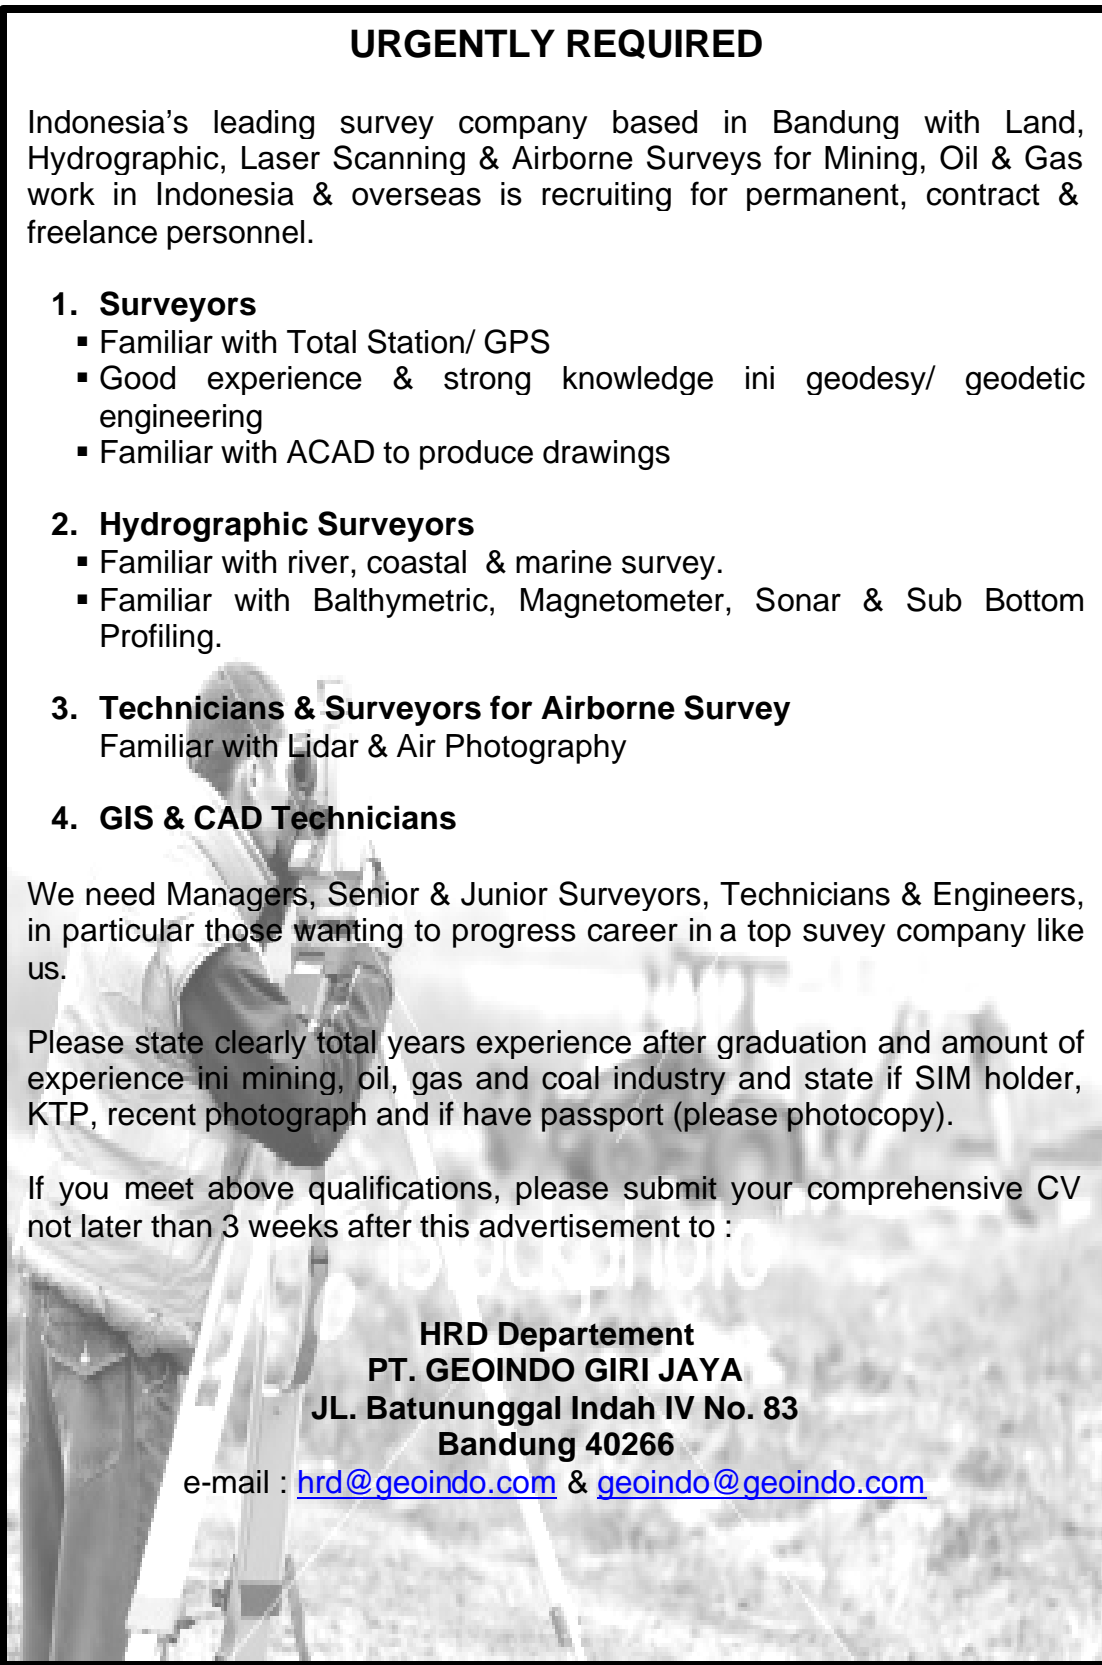 URGENTLY REQUIRED
Indonesia's leading survey company based in Bandung with Land,
Hydrographic, Laser Scanning & Airborne Surveys for Mining, Oil & Gas
work in Indonesia & overseas is recruiting for permanent, contract &
freelance personnel.
1. Surveyors
▪ Familiar with Total Station/ GPS
▪ Good experience & strong knowledge ini geodesy/ geodetic
engineering
▪ Familiar with ACAD to produce drawings
2. Hydrographic Surveyors
▪ Familiar with river, coastal & marine survey.
▪ Familiar with Balthymetric, Magnetometer, Sonar & Sub Bottom
Profiling.
3. Technicians & Surveyors for Airborne Survey
Familiar with Lidar & Air Photography
4. GIS & CAD Technicians
We need Managers, Senior & Junior Surveyors, Technicians & Engineers,
in particular those wanting to progress career in a top suvey company like
us.
Please state clearly total years experience after graduation and amount of
experience ini mining, oil, gas and coal industry and state if SIM holder,
KTP, recent photograph and if have passport (please photocopy).
If you meet above qualifications, please submit your comprehensive CV
not later than 3 weeks after this advertisement to :
iStockphoto
HRD Departement
PT. GEOINDO GIRI JAYA
JL. Batununggal Indah IV No. 83
Bandung 40266
e-mail : hrd@geoindo.com & geoindo@geoindo.com